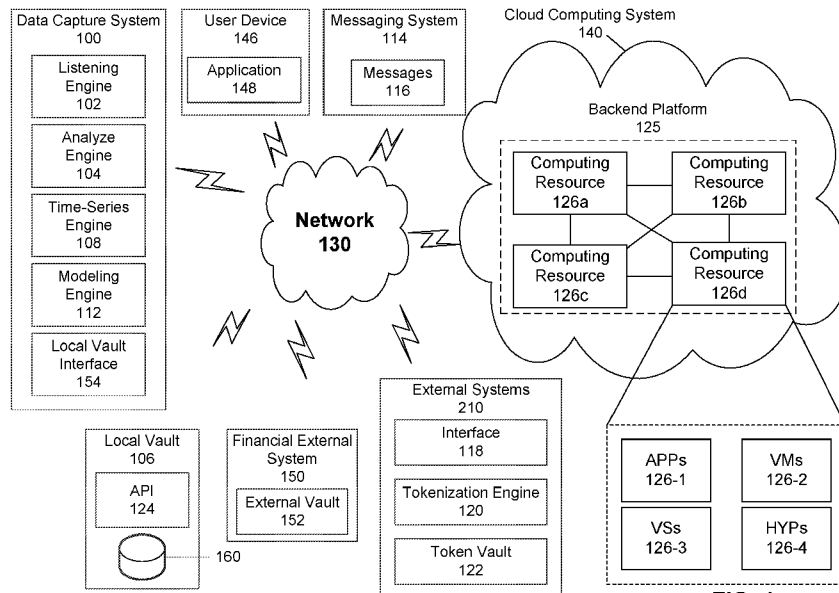 Data Capture System
100
Listening
Engine
102
Analyze
Engine
104
Time-Series
Engine
108
Modeling
Engine
112
Local Vault
Interface
154
User Device
146
Application
148
Messaging System
114
Messages
116
Cloud Computing System
140
Backend Platform
125
Computing
Resource
126a
Computing
Resource
126b
Computing
Resource
126c
Computing
Resource
126d
Network
130
Local Vault
106
API
124
160
Financial External
System
150
External Vault
152
External Systems
210
Interface
118
Tokenization Engine
120
Token Vault
122
APPs
126-1
VMs
126-2
VSs
126-3
HYPs
126-4